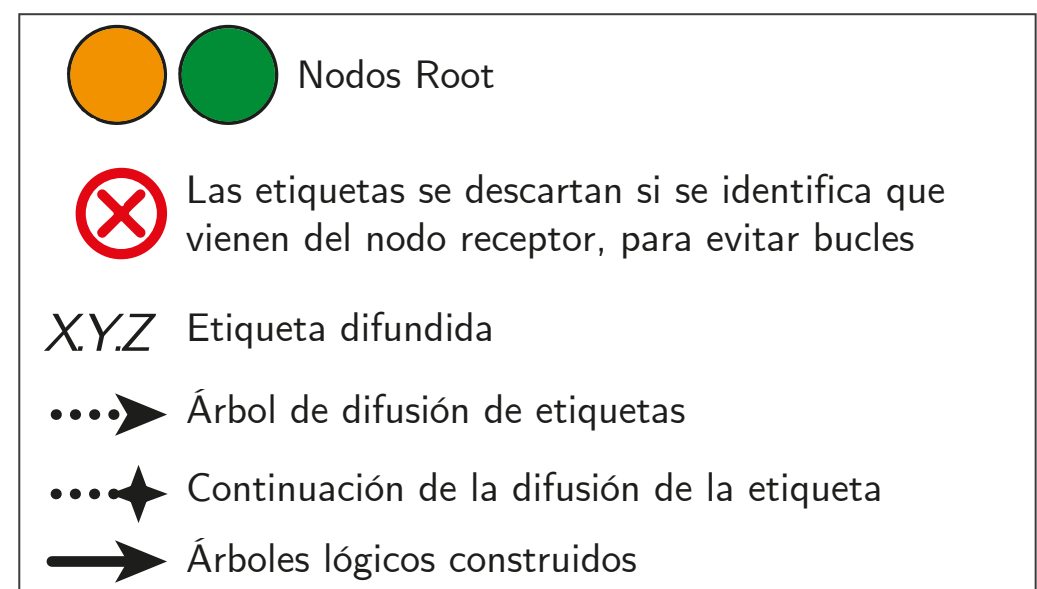 Nodos Root
Las etiquetas se descartan si se identifica que
vienen del nodo receptor, para evitar bucles
X.Y.Z Etiqueta difundida
Árbol de difusión de etiquetas
Continuación de la difusión de la etiqueta
Árboles lógicos construidos